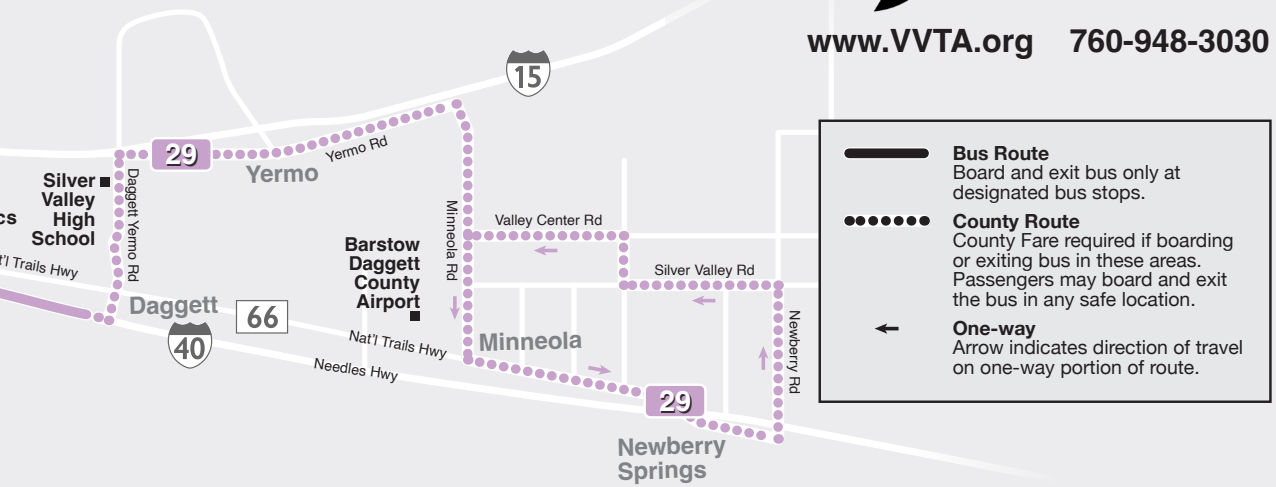 www.VVTA.org 760-948-3030
15
29
Yermo
Yermo Rd
Silver
Valley
High
School
cs
t'l Trails Hwy
Daggett Yermo Rd
Daggett
66
40
Barstow
Daggett
County
Airport
Minneola Rd
Valley Center Rd
Silver Valley Rd
Newberry Rd
Minneola
Nat'l Trails Hwy
Needles Hwy
29
Newberry
Springs
Bus Route
Board and exit bus only at
designated bus stops.
County Route
County Fare required if boarding
or exiting bus in these areas.
Passengers may board and exit
the bus in any safe location.
One-way
Arrow indicates direction of travel
on one-way portion of route.